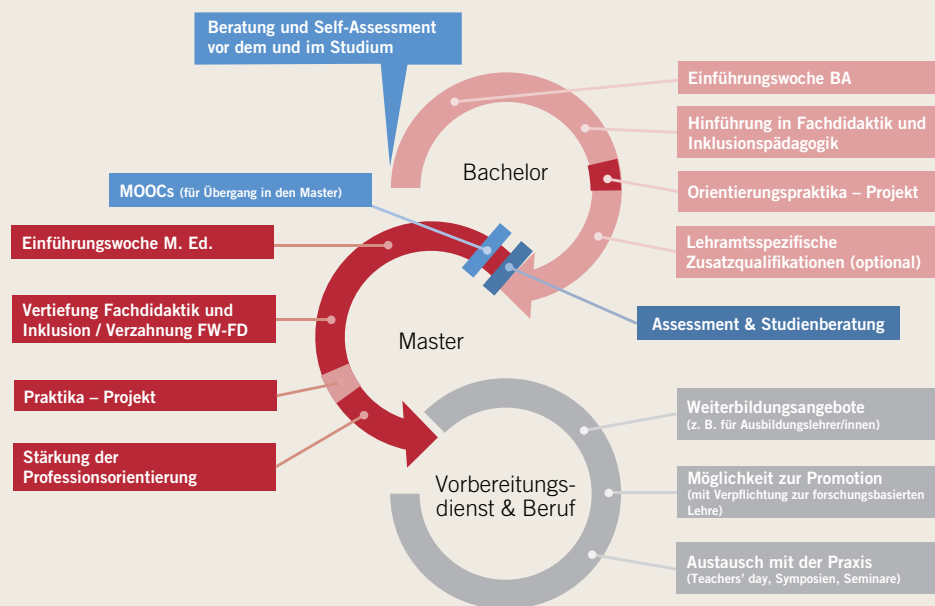 Beratung und Self-Assessment
vor dem und im Studium
Einführungswoche BA
Hinführung in Fachdidaktik und
Inklusionspädagogik
Bachelor
MOOCs (für Übergang in den Master)
Orientierungspraktika – Projekt
Einführungswoche M. Ed.
Lehramtsspezifische
Zusatzqualifikationen (optional)
Vertiefung Fachdidaktik und
Inklusion / Verzahnung FW-FD
Assessment & Studienberatung
Master
Praktika – Projekt
Weiterbildungsangebote
(z. B. für Ausbildungslehrer/innen)
Stärkung der
Professionsorientierung
Möglichkeit zur Promotion
(mit Verpflichtung zur forschungsbasierten
Lehre)
Vorbereitungs-
dienst & Beruf
Austausch mit der Praxis
(Teachers' day, Symposien, Seminare)